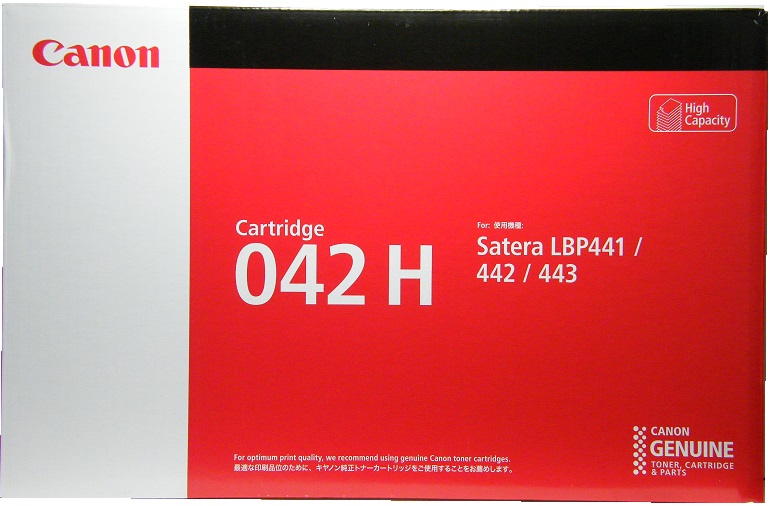 Canon
High
Capacity
Cartridge
042 H
For: 使用機種:
Satera LBP441 /
442 / 443
For optimum print quality, we recommend using genuine Canon toner cartridges.
最適な印刷品位のために、キヤノン純正トナーカートリッジをご使用することをお薦めします。
CANON
GENUINE
TONER, CARTRIDGE
& PARTS